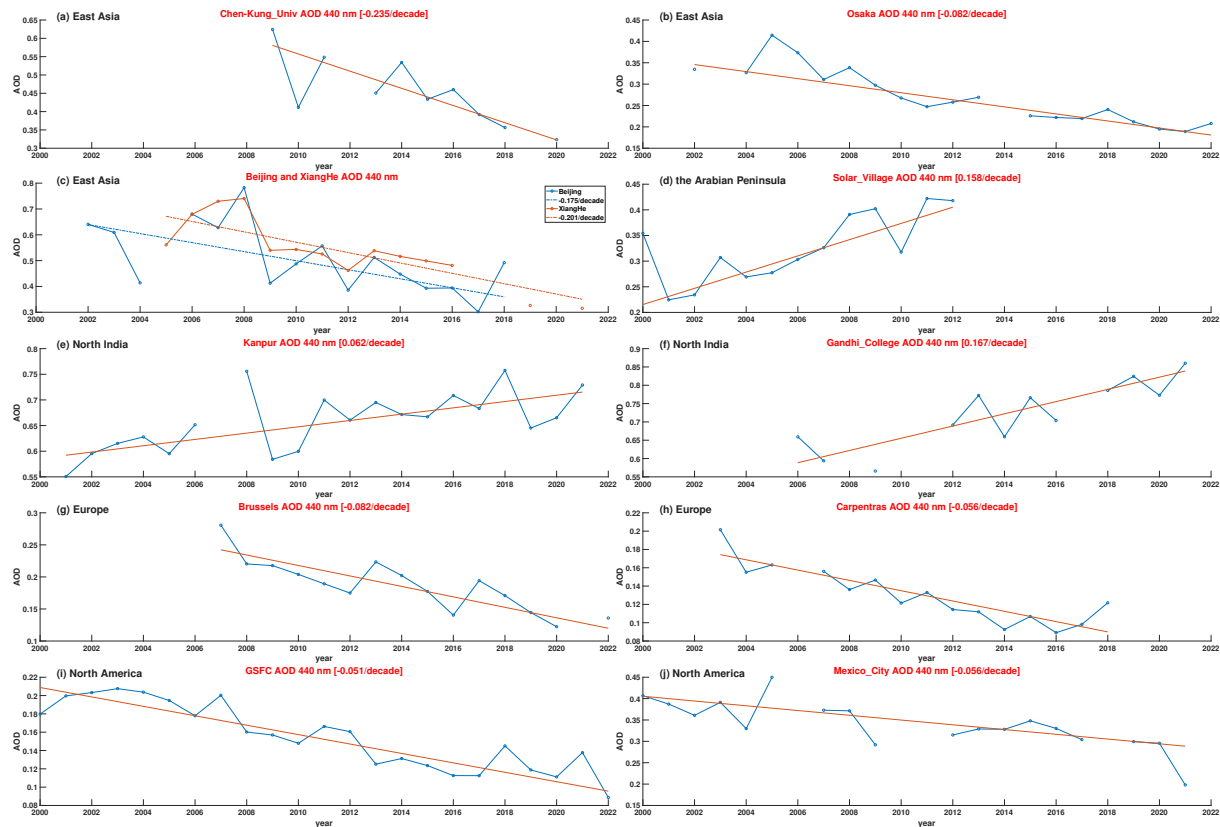 (a) East Asia
Chen-Kung_Univ AOD 440 nm [-0.235/decade]
AOD
0.65
0.6
0.55
0.5
0.45
0.4
0.35
0.3
2000 2002 2004 2006 2008 2010 2012 2014 2016 2018 2020 2022
year
(b) East Asia
Osaka AOD 440 nm [-0.082/decade]
AOD
0.45
0.4
0.35
0.3
0.25
0.2
0.15
2000 2002 2004 2006 2008 2010 2012 2014 2016 2018 2020 2022
year
(c) East Asia
Beijing and XiangHe AOD 440 nm
AOD
0.8
0.7
0.6
0.5
0.4
0.3
2000 2002 2004 2006 2008 2010 2012 2014 2016 2018 2020 2022
year
Beijing
-0.175/decade
XiangHe
-0.201/decade
(d) the Arabian Peninsula
Solar_Village AOD 440 nm [0.158/decade]
AOD
0.45
0.4
0.35
0.3
0.25
0.2
2000 2002 2004 2006 2008 2010 2012 2014 2016 2018 2020 2022
year
(e) North India
Kanpur AOD 440 nm [0.062/decade]
AOD
0.8
0.75
0.7
0.65
0.6
0.55
2000 2002 2004 2006 2008 2010 2012 2014 2016 2018 2020 2022
year
(f) North India
Gandhi_College AOD 440 nm [0.167/decade]
AOD
0.9
0.85
0.8
0.75
0.7
0.65
0.6
0.55
2000 2002 2004 2006 2008 2010 2012 2014 2016 2018 2020 2022
year
(g) Europe
Brussels AOD 440 nm [-0.082/decade]
AOD
0.3
0.25
0.2
0.15
0.1
2000 2002 2004 2006 2008 2010 2012 2014 2016 2018 2020 2022
year
(h) Europe
Carpentras AOD 440 nm [-0.056/decade]
AOD
0.22
0.2
0.18
0.16
0.14
0.12
0.1
0.08
2000 2002 2004 2006 2008 2010 2012 2014 2016 2018 2020 2022
year
(i) North America
GSFC AOD 440 nm [-0.051/decade]
AOD
0.22
0.2
0.18
0.16
0.14
0.12
0.1
0.08
2000 2002 2004 2006 2008 2010 2012 2014 2016 2018 2020 2022
year
(j) North America
Mexico_City AOD 440 nm [-0.056/decade]
AOD
0.45
0.4
0.35
0.3
0.25
0.2
0.15
2000 2002 2004 2006 2008 2010 2012 2014 2016 2018 2020 2022
year